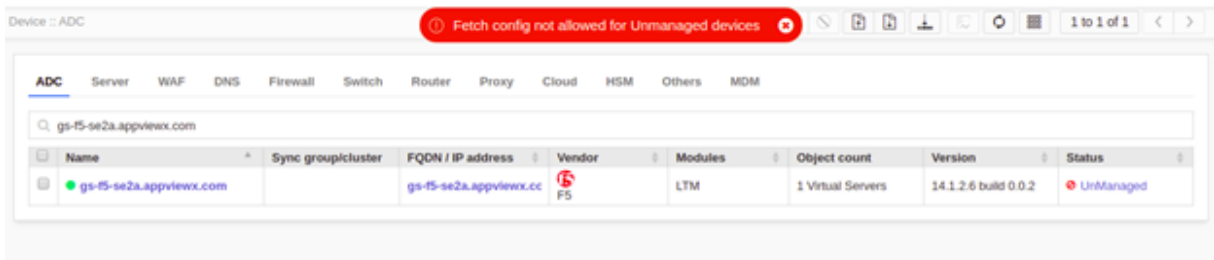 Device :: ADC
Fetch config not allowed for Unmanaged devices
1 to 1 of 1
ADC Server WAF DNS Firewall Switch Router Proxy Cloud HSM Others MDM
gs-f5-se2a.appviewx.com
Name Sync group/cluster FQDN / IP address Vendor Modules Object count Version Status
gs-f5-se2a.appviewx.com gs-f5-se2a.appviewx.cc F5 LTM 1 Virtual Servers 14.1.2.6 build 0.0.2 UnManaged